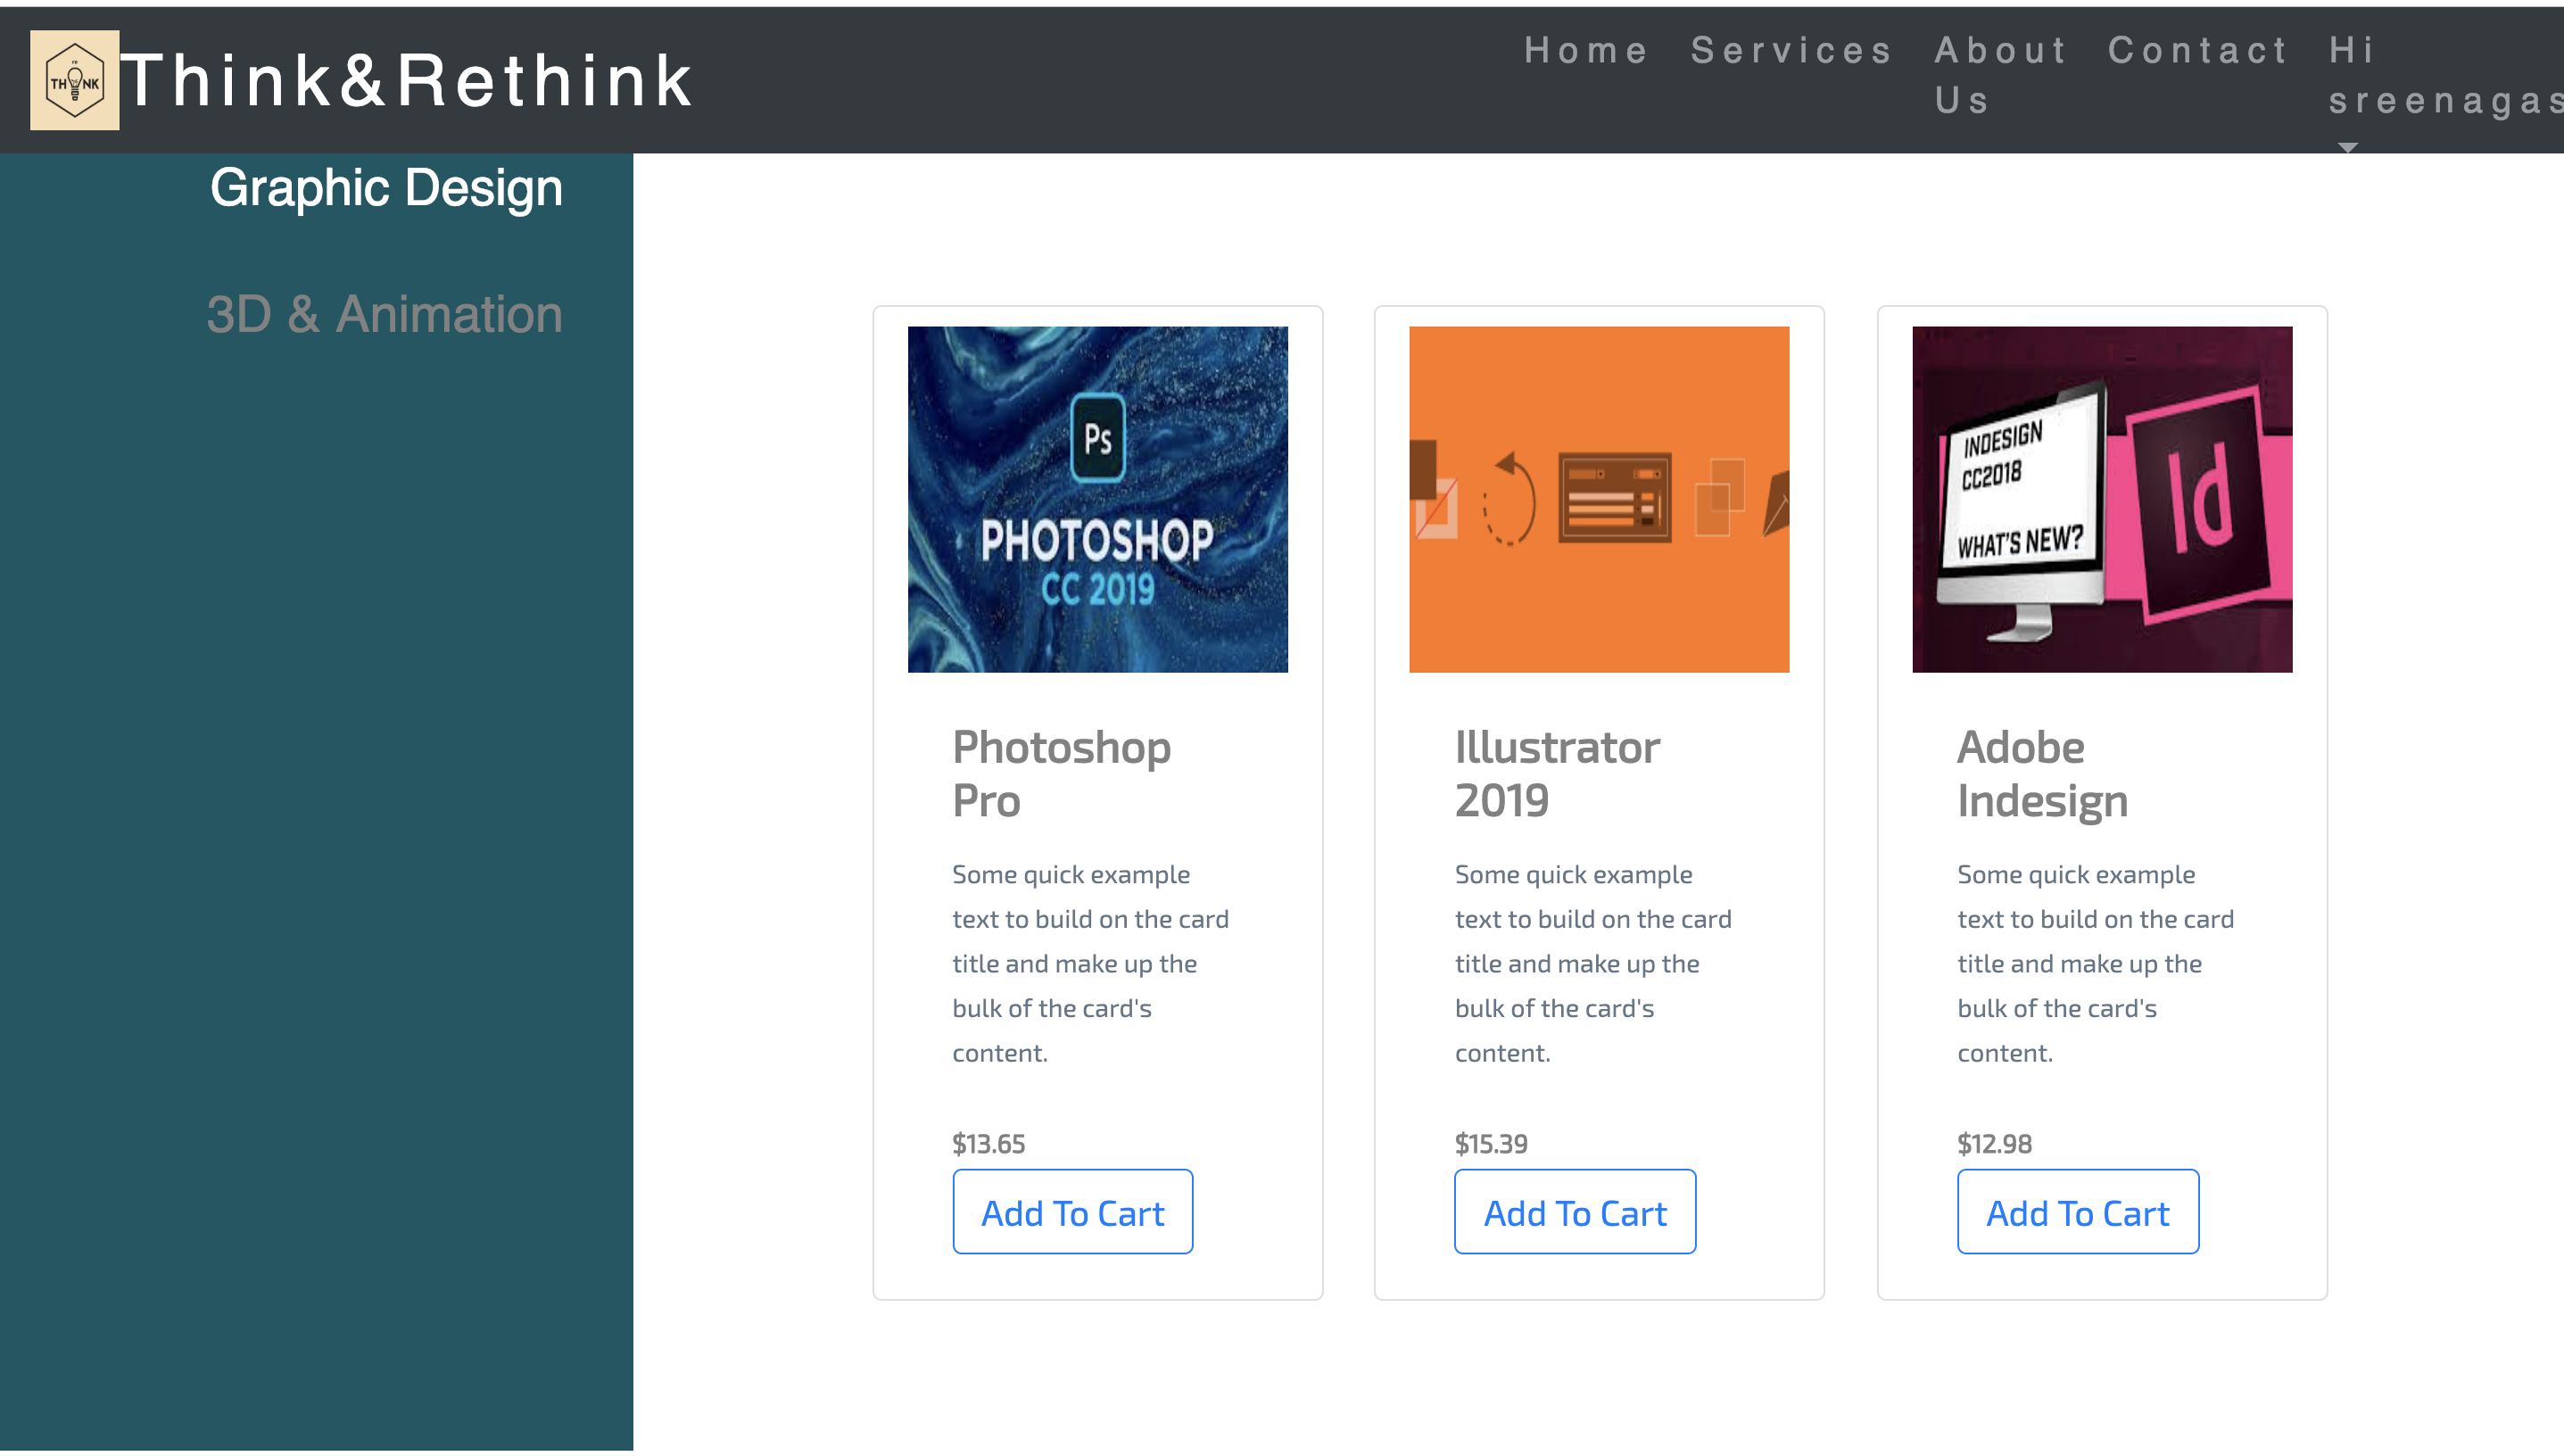 TH NK
Think&Rethink
Home Services About Contact Hi
Us sreenagas
Graphic Design
3D & Animation
Ps
PHOTOSHOP
CC 2019
INDESIGN
CC2018
WHAT'S NEW?
Id
Photoshop
Pro
Some quick example
text to build on the card
title and make up the
bulk of the card's
content.
$13.65
Add To Cart
Illustrator
2019
Some quick example
text to build on the card
title and make up the
bulk of the card's
content.
$15.39
Add To Cart
Adobe
Indesign
Some quick example
text to build on the card
title and make up the
bulk of the card's
content.
$12.98
Add To Cart